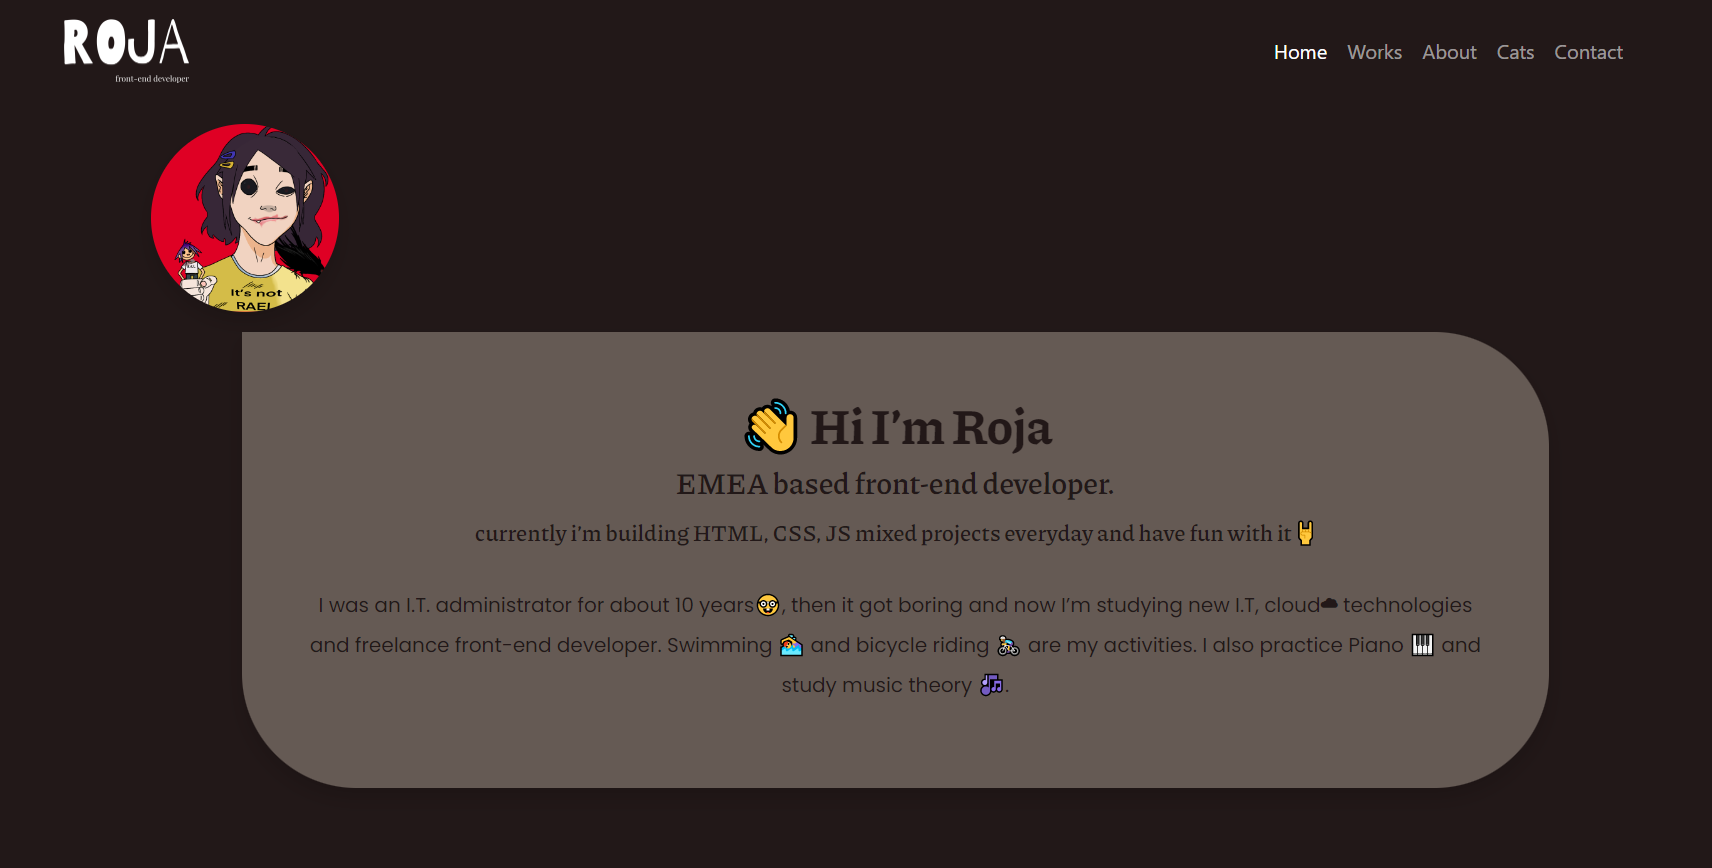 ROJA
front-end developer
Home Works About Cats Contact
It's not
RAEL
👋 Hi I'm Roja
EMEA based front-end developer.
currently i'm building HTML, CSS, JS mixed projects everyday and have fun with it🤘
I was an I.T. administrator for about 10 years🤓, then it got boring and now I'm studying new I.T, cloud☁ technologies
and freelance front-end developer. Swimming 🏊 and bicycle riding 🚴 are my activities. I also practice Piano 🎹 and
study music theory 🎶.